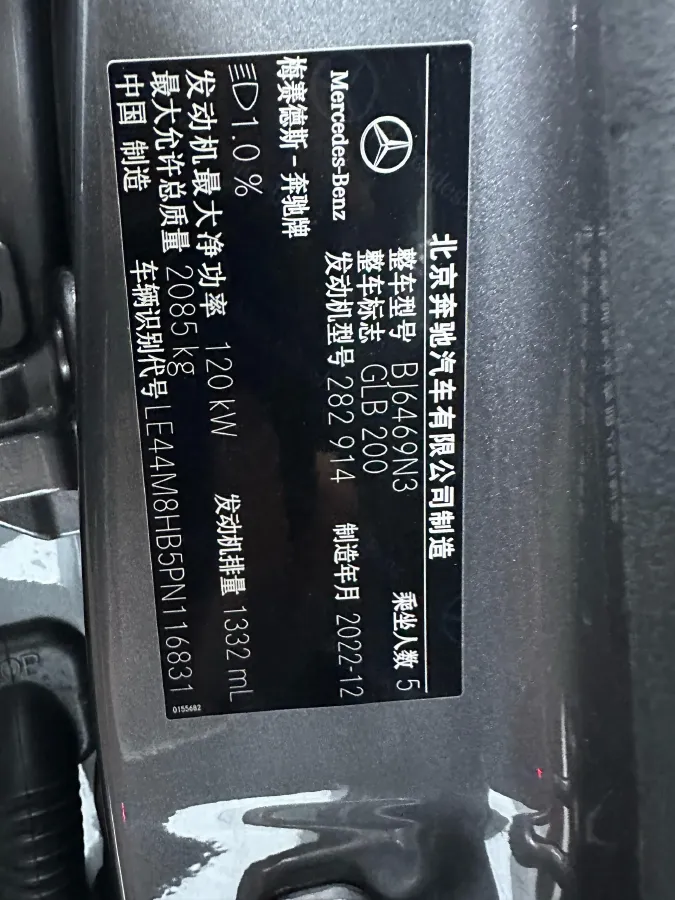 北京奔驰汽车有限公司制造
Mercedes-Benz
梅赛德斯-奔驰牌
整车型号 BJ6469N3 乘坐人数 5
整车标志 GLB 200
发动机型号 282 914 制造年月 2022-12
1.0 %
发动机最大净功率 120 kW 发动机排量 1332 mL
最大允许总质量 2085 kg
中国 制造 车辆识别代号 LE44M8HB5PN116831
0155682